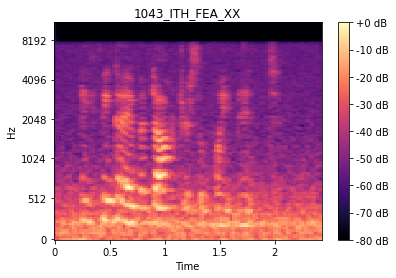 1043_ITH_FEA_XX
+0 dB
8192
-10 dB
4096
-20 dB
-30 dB
2048
Hz
-40 dB
1024
-50 dB
512
-60 dB
-70 dB
0
-80 dB
0 0.5 1 1.5 2
Time